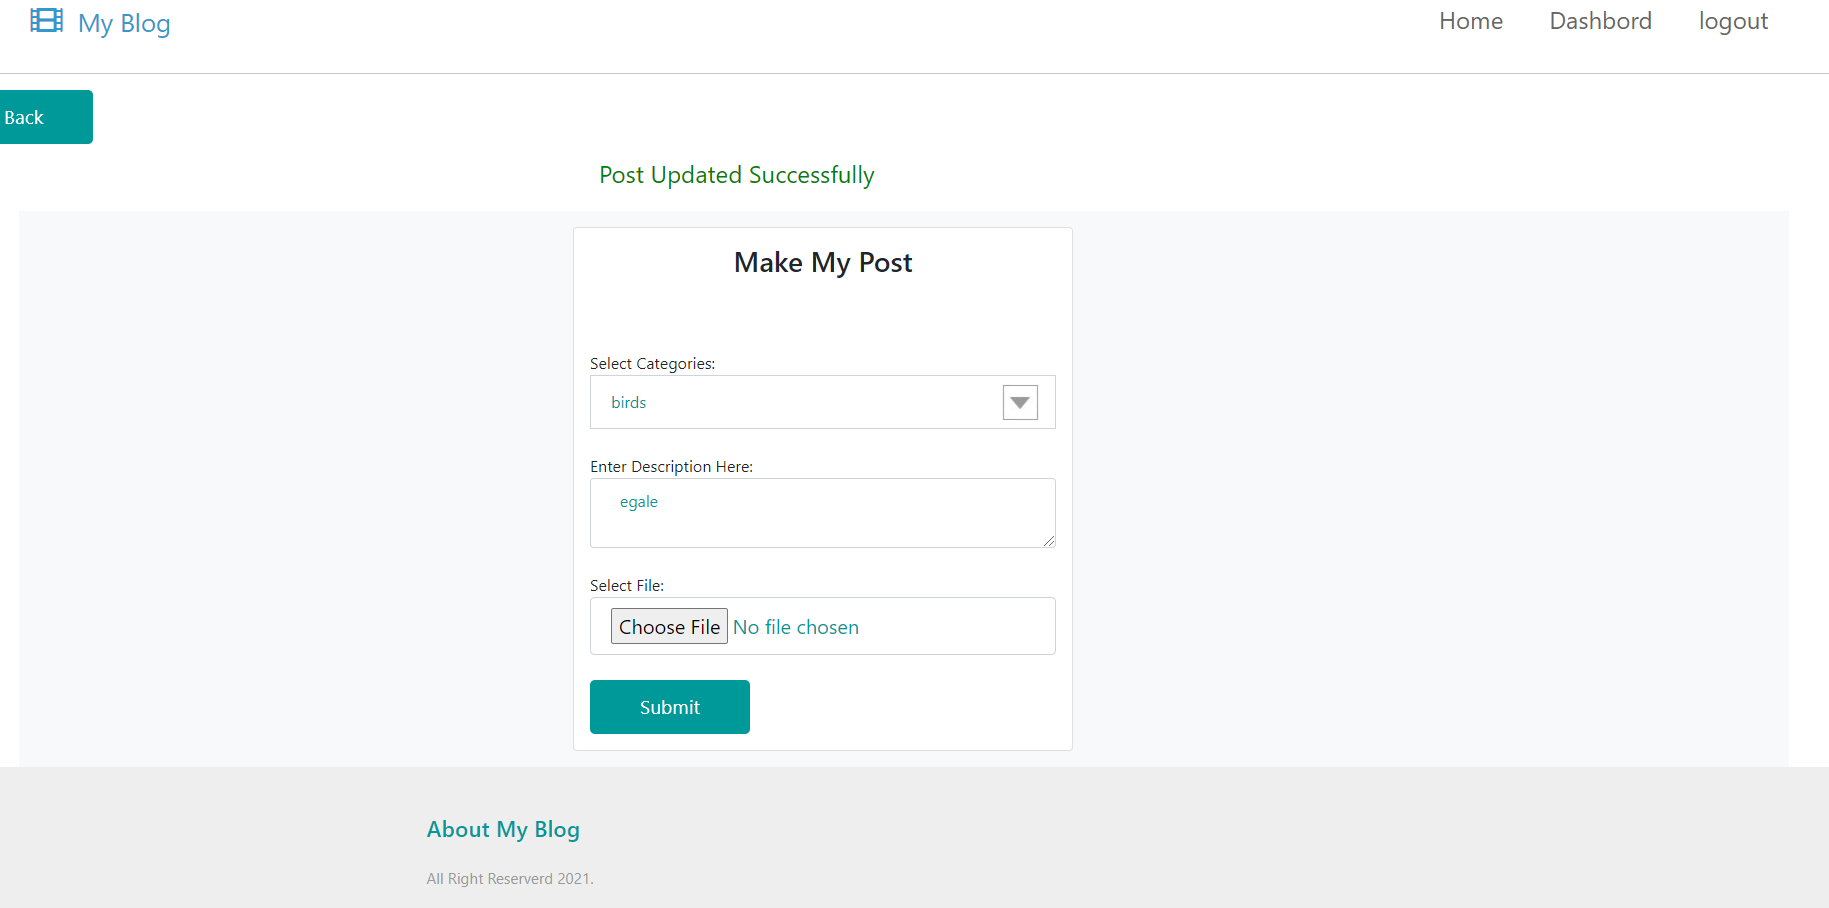 My Blog
Home Dashbord logout
Back
Post Updated Successfully
Make My Post
Select Categories:
birds
Enter Description Here:
egale
Select File:
Choose File No file chosen
Submit
About My Blog
All Right Reserverd 2021.